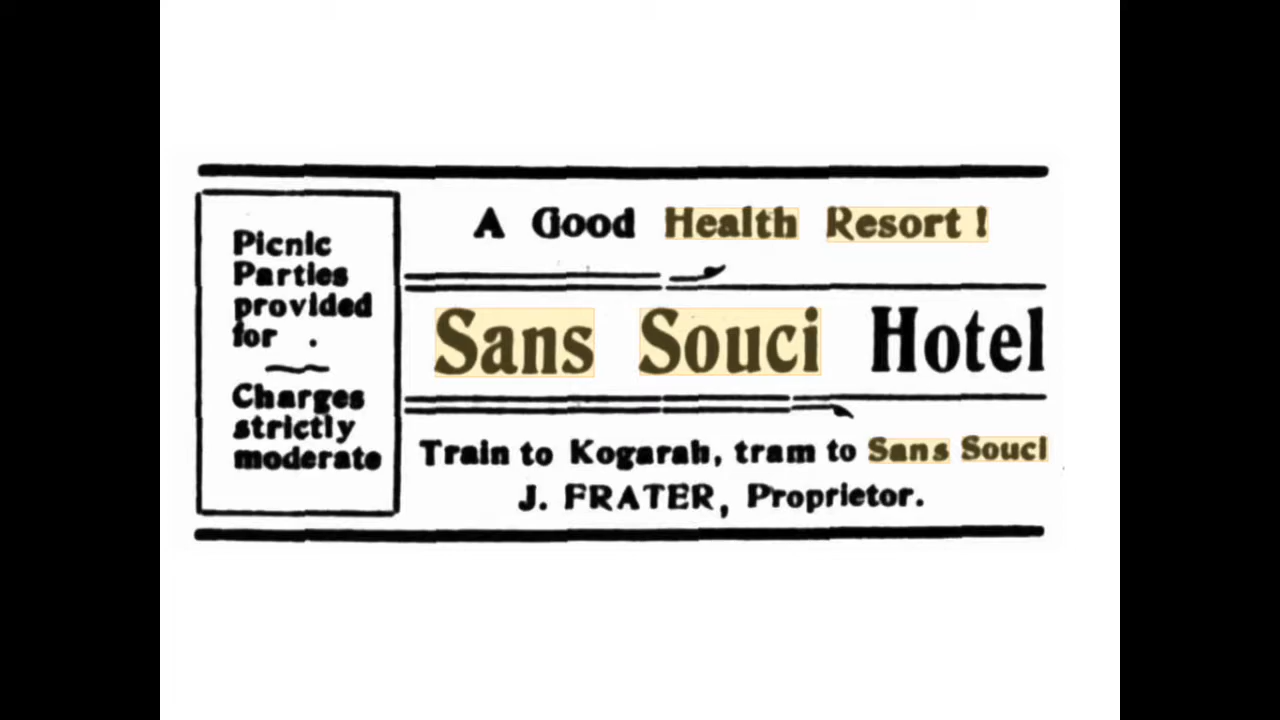 Picnic
Parties
provided
for .
Charges
strictly
moderate
A Good Health Resort !
Sans Souci Hotel
Train to Kogarah, tram to Sans Souci
J. FRATER, Proprietor.